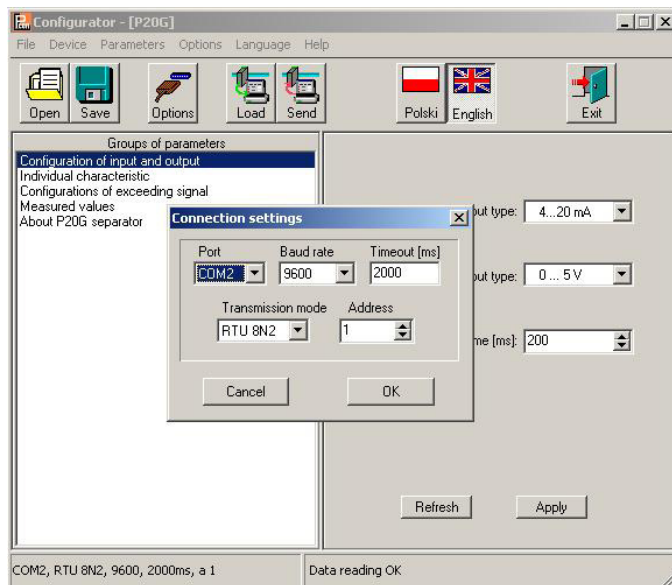 Configurator - [P20G]
File Device Parameters Options Language Help
Open Save Options Load Send Polski English Exit
Groups of parameters
Configuration of input and output
Individual characteristic
Configurations of exceeding signal
Measured values
About P20G separator
Connection settings
Port Baud rate Timeout [ms]
COM2 9600 2000
Transmission mode Address
RTU 8N2 1
Cancel OK
type: 4...20 mA
type: 0 ... 5 V
[ms]: 200
Refresh Apply
COM2, RTU 8N2, 9600, 2000ms, a 1 Data reading OK